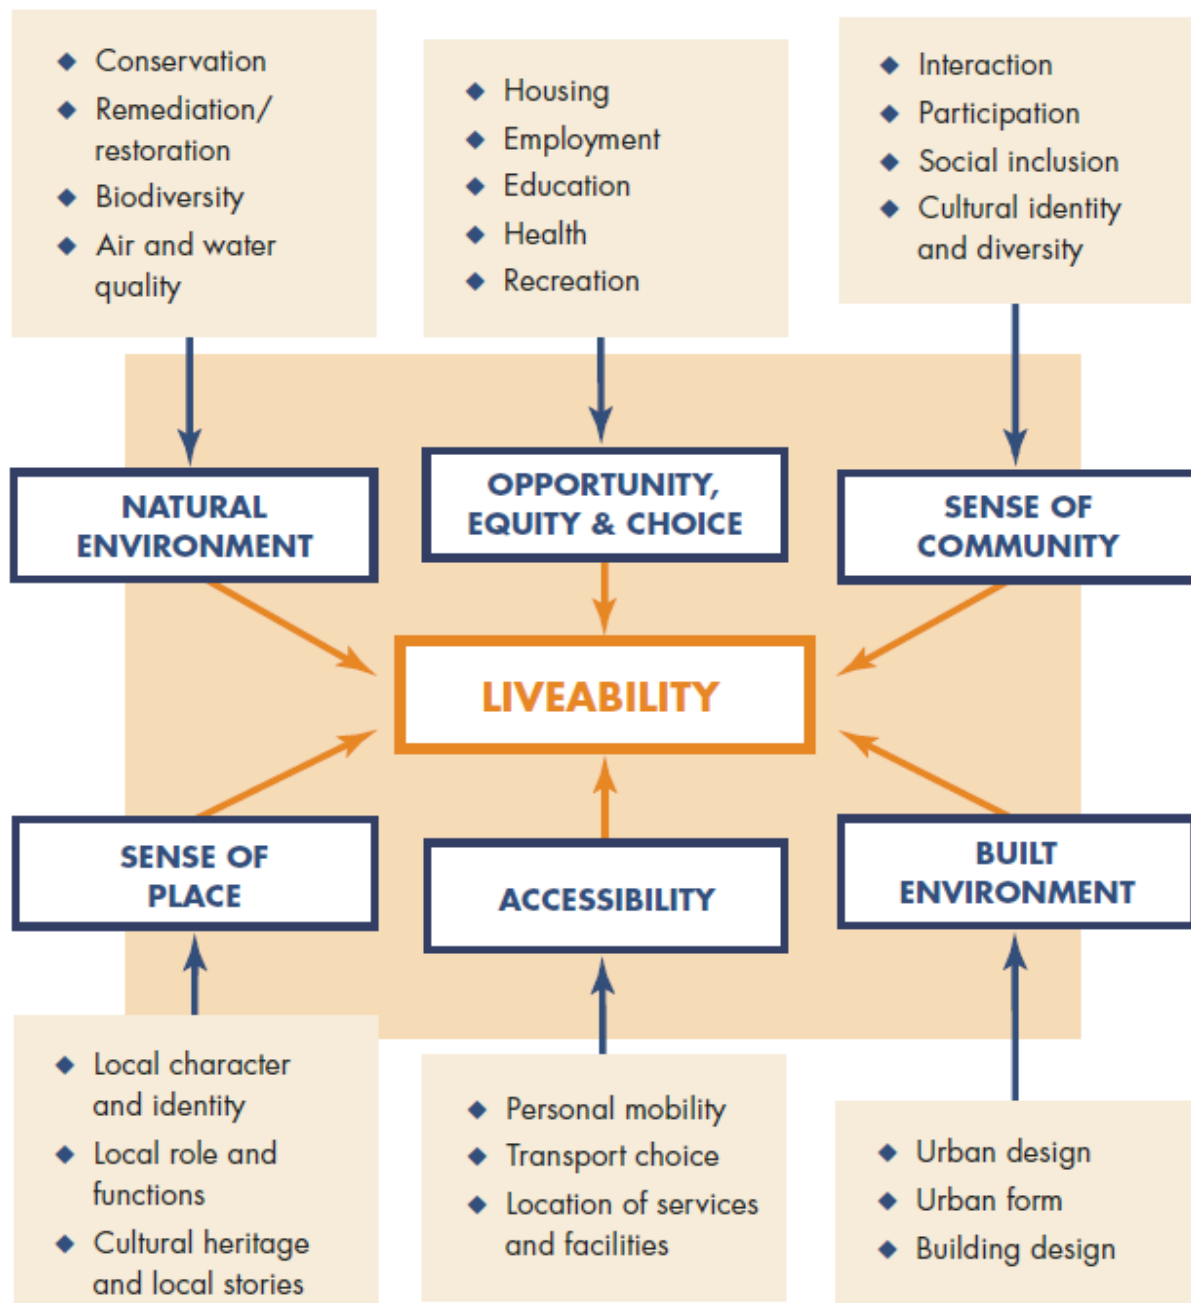 Conservation
Remediation/
restoration
Biodiversity
Air and water
quality
Housing
Employment
Education
Health
Recreation
Interaction
Participation
Social inclusion
Cultural identity
and diversity
NATURAL
ENVIRONMENT
OPPORTUNITY,
EQUITY & CHOICE
SENSE OF
COMMUNITY
LIVEABILITY
SENSE OF
PLACE
ACCESSIBILITY
BUILT
ENVIRONMENT
Local character
and identity
Local role and
functions
Cultural heritage
and local stories
Personal mobility
Transport choice
Location of services
and facilities
Urban design
Urban form
Building design